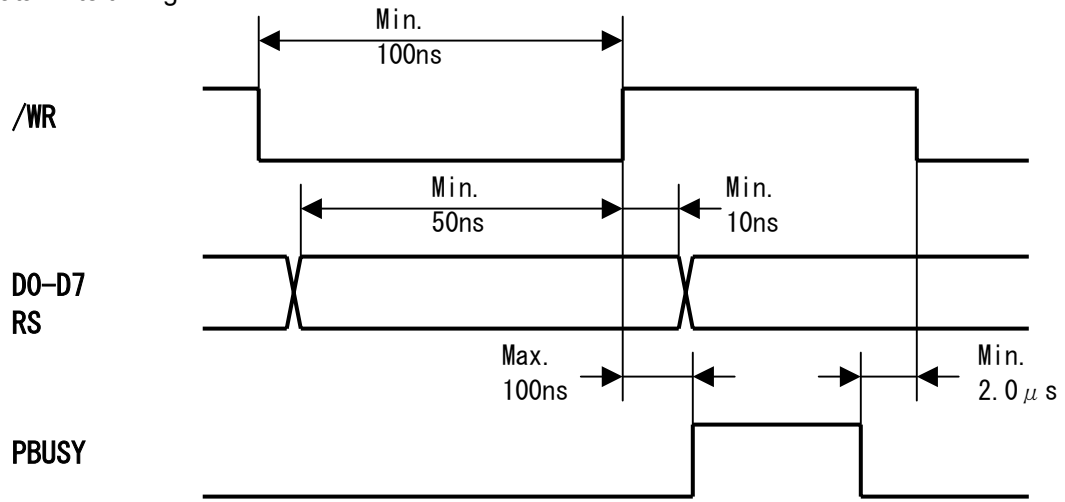 Min.
100ns
/WR
Min.
50ns
Min.
10ns
D0-D7
RS
Max.
100ns
Min.
2.0μs
PBUSY